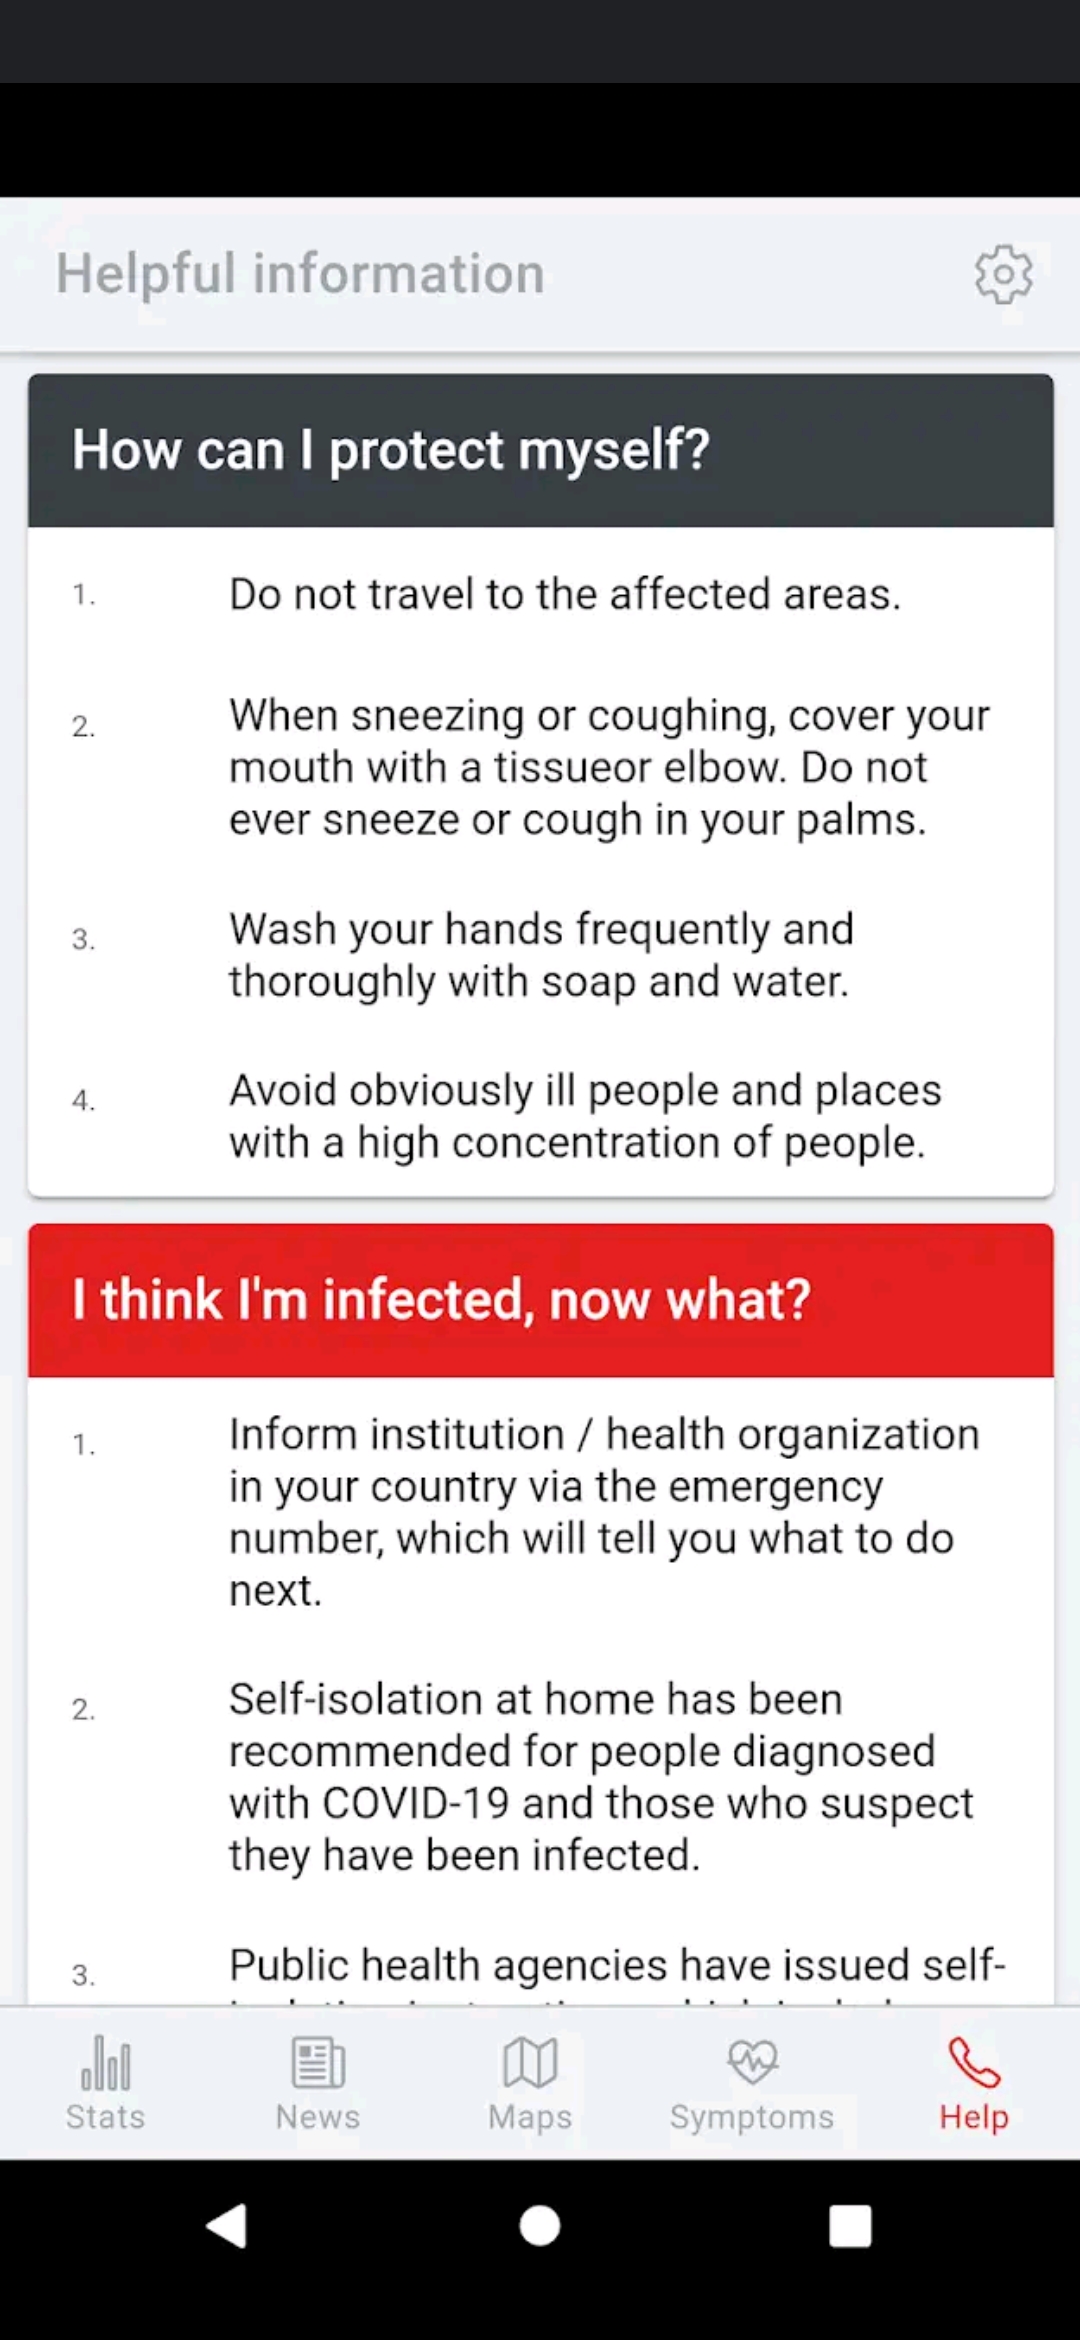 Helpful information
How can I protect myself?
1. Do not travel to the affected areas.
2. When sneezing or coughing, cover your
mouth with a tissueor elbow. Do not
ever sneeze or cough in your palms.
3. Wash your hands frequently and
thoroughly with soap and water.
4. Avoid obviously ill people and places
with a high concentration of people.
I think I'm infected, now what?
1. Inform institution / health organization
in your country via the emergency
number, which will tell you what to do
next.
2. Self-isolation at home has been
recommended for people diagnosed
with COVID-19 and those who suspect
they have been infected.
3. Public health agencies have issued self-
Stats News Maps Symptoms Help